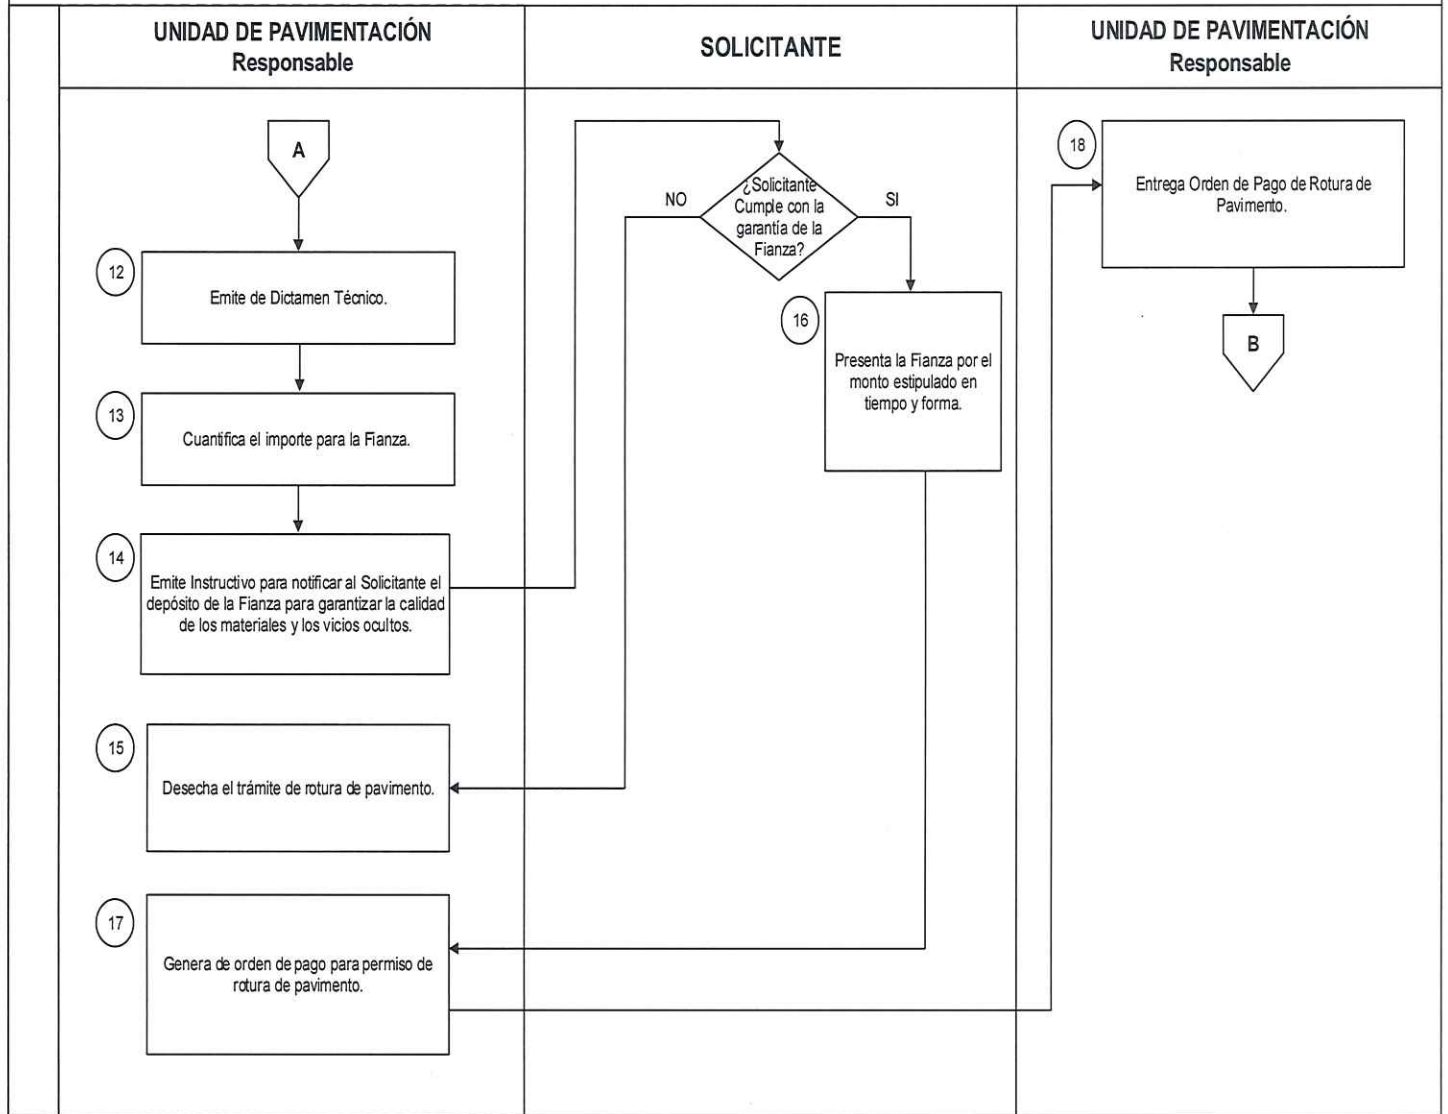 UNIDAD DE PAVIMENTACIÓN
Responsable
SOLICITANTE
UNIDAD DE PAVIMENTACIÓN
Responsable
A
12
Emite de Dictamen Técnico.
13
Cuantifica el importe para la Fianza.
14
Emite Instructivo para notificar al Solicitante el
depósito de la Fianza para garantizar la calidad
de los materiales y los vicios ocultos.
15
Desecha el trámite de rotura de pavimento.
17
Genera de orden de pago para permiso de
rotura de pavimento.
NO
¿Solicitante
Cumple con la
garantía de la
Fianza?
SI
16
Presenta la Fianza por el
monto estipulado en
tiempo y forma.
18
Entrega Orden de Pago de Rotura de
Pavimento.
B